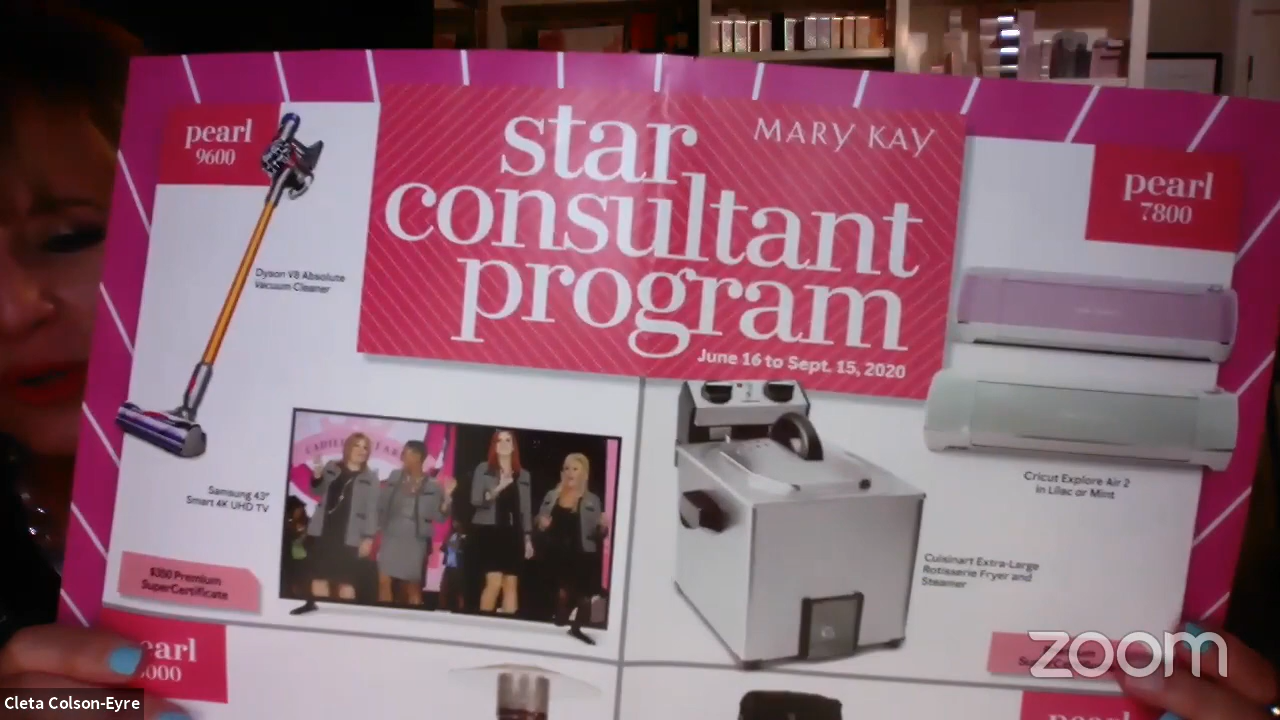 pearl
9600
star
consultant
program
MARY KAY
June 16 to Sept. 15, 2020
pearl
7800
Dyson V8 Absolute
Vacuum Cleaner
Samsung 43"
Smart 4K UHD TV
$350 Premium
SuperCertificate
Cricut Explore Air 2
in Lilac or Mint
Cuisinart Extra-Large
Rotisserie Fryer and
Steamer
zoom
Cleta Colson-Eyre